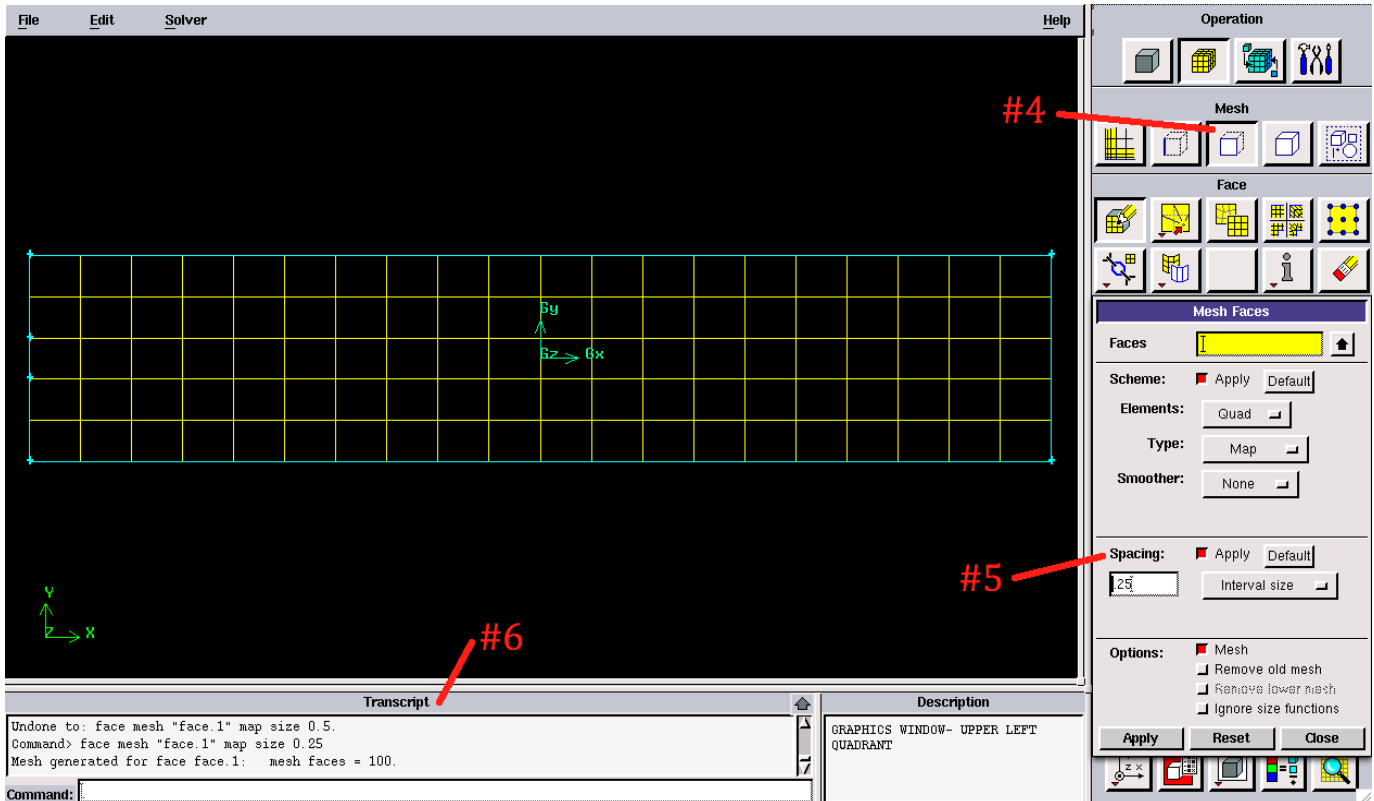 File Edit Solver Help
Operation
#4
Mesh
Face
Gy
Gz Gx
Mesh Faces
Faces
Scheme: Apply Default
Elements: Quad
Type: Map
Smoother: None
#5
Spacing: Apply Default
.25 Interval size
Y
Z X
#6
Options: Mesh
Remove old mesh
Remove lower mesh
Ignore size functions
Apply Reset Close
Transcript
Undone to: face mesh "face.1" map size 0.5.
Command> face mesh "face.1" map size 0.25
Mesh generated for face face.1: mesh faces = 100.
Command:
Description
GRAPHICS WINDOW- UPPER LEFT
QUADRANT
z x